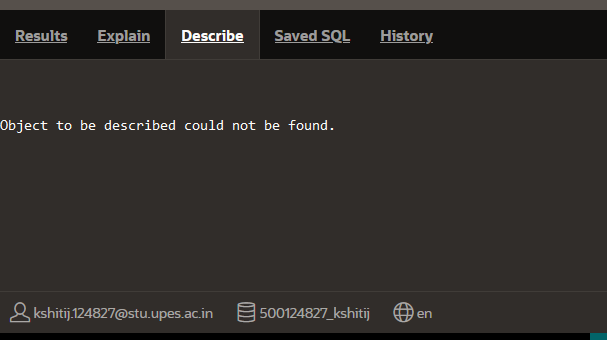 Results Explain Describe Saved SQL History
Object to be described could not be found.
kshitij.124827@stu.upes.ac.in 500124827_kshitij en